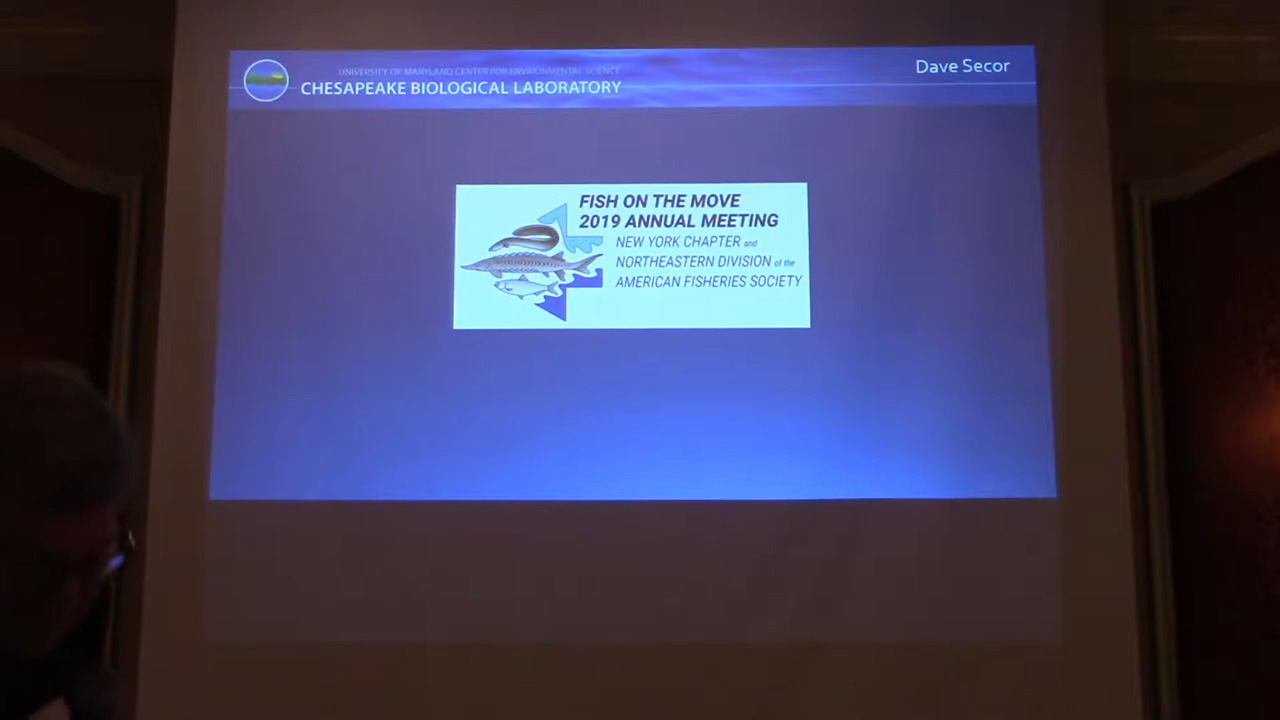 UNIVERSITY OF MARYLAND CENTER FOR ENVIRONMENTAL SCIENCE
CHESAPEAKE BIOLOGICAL LABORATORY
Dave Secor
FISH ON THE MOVE
2019 ANNUAL MEETING
NEW YORK CHAPTER and
NORTHEASTERN DIVISION of the
AMERICAN FISHERIES SOCIETY